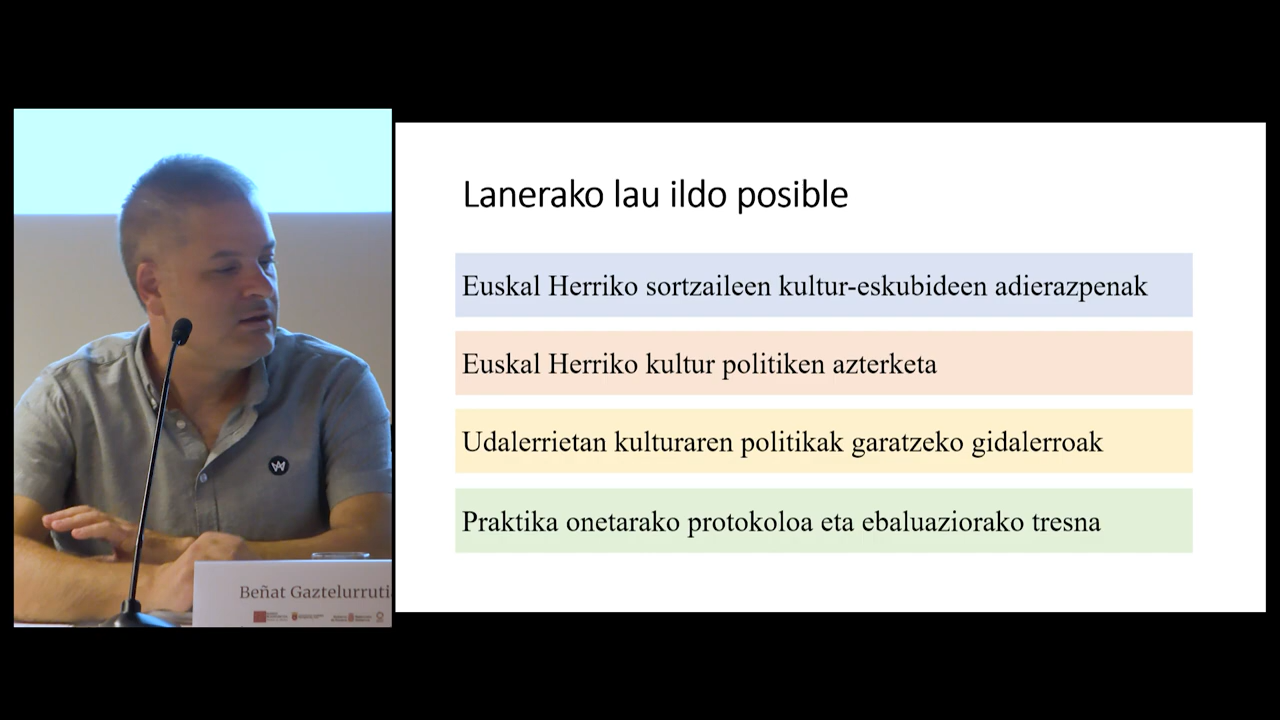 Lanerako lau ildo posible
Euskal Herriko sortzaileen kultur-eskubideen adierazpenak
Euskal Herriko kultur politiken azterketa
Udalerrietan kulturaren politikak garatzeko gidalerroak
Praktika onetarako protokoloa eta ebaluaziorako tresna
Beñat Gaztelurruti